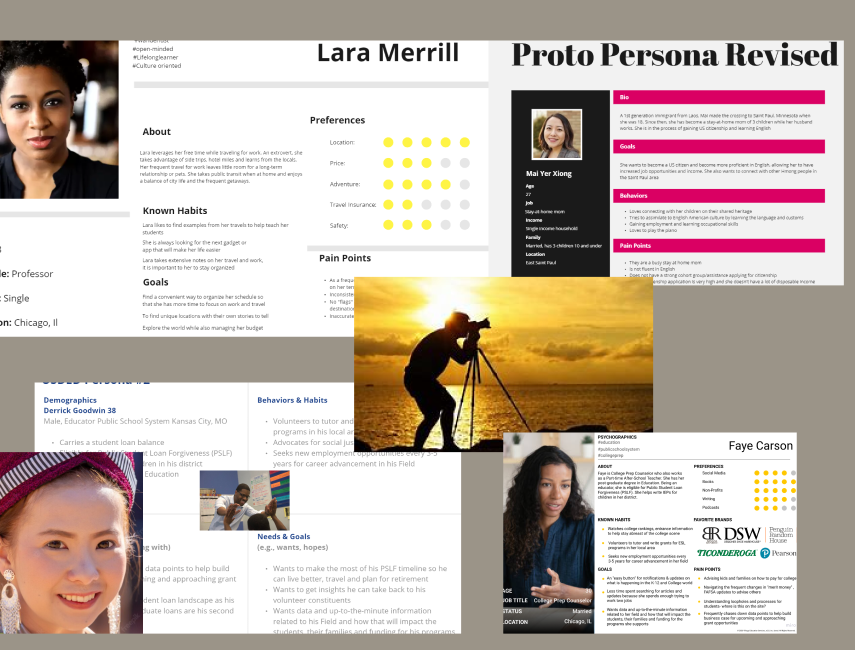 #open-minded
#Lifelonglearner
#Culture oriented
Lara Merrill
About
Lara leverages her free time while traveling for work. An extrovert, she
takes advantage of side trips, hotel mixes and learns from the locals.
Her frequent travel for work leaves little room for a long-term
relationship or pets. She takes public transit when at home and enjoys
a balance of city life and the frequent getaways.
Known Habits
Lara likes to find examples from her travels to help teach her
students
She is always looking for the next gadget or
app that will make her life easier
Lara takes extensive notes on her travel and work,
it is important to her to stay organized
Goals
Find a convenient way to organize her schedule so
that she has more time to focus on work and travel
To find unique locations with their own stories to tell
Explore the world while also managing her budget
Preferences
Location:
Price:
Adventure:
Travel Insurance:
Safety:
Pain Points
As a frequ
on her ten
Inconsiste
No "flags"
destination
Inaccurate
le: Professor
: Single
on: Chicago, Il
Proto Persona Revised
Mai Yer Xiong
Age
27
Job
Stay-at-home mom
Income
Single income household
Family
Married, has 3 children 10 and under
Location
East Saint Paul
Bio
A 1st generation immigrant from Laos, Mai made the crossing to Saint Paul, Minnesota when
she was 18. Since then, she has become a stay-at-home mom of 3 children while her husband
works. She is in the process of gaining US citizenship and learning English
Goals
She wants to become a US citizen and become more proficient in English, allowing her to have
increased job opportunities and income. She also wants to connect with other Hmong people in
the Saint Paul area
Behaviors
Loves connecting with her children on their shared heritage
Tries to assimilate to English American culture by learning the language and customs
Gaining employment and learning occupational skills
Loves to play the piano
Pain Points
They are a busy stay at home mom
Is not fluent in English
Does not have a strong cohort group/assistance applying for citizenship
nship application is very high and she doesn't have a lot of disposable income
Demographics
Derrick Goodwin 38
Male, Educator Public School System Kansas City, MO
Carries a student loan balance
nt Loan Forgiveness (PSLF)
dren in his district
Education
Behaviors & Habits
Volunteers to tutor and
programs in his local ar
Advocates for social jus
Seeks new employment opportunities every 3-5
years for career advancement in his Field
ng with)
data points to help build
ning and approaching grant
dent loan landscape as his
duate loans are his second
Needs & Goals
(e.g., wants, hopes)
Wants to make the most of his PSLF timeline so he
can live better, travel and plan for retirement
Wants to get insights he can take back to his
volunteer constituents
Wants data and up-to-the-minute information
related to his Field and how that will impact the
students, their families and funding for his programs
PSYCHOGRAPHICS
#education
#publicschoolsystem
#collegeprep
Faye Carson
ABOUT
Faye is College Prep Counselor who also works
as a Part-time After-School Teacher. She has her
post graduate degree in Education. Being an
educator, she is eligible for Public Student Loan
Forgiveness (PSLF). She helps write IEPs for
children in her district.
PREFERENCES
Social Media
Books
Non-Profits
Writing
Podcasts
KNOWN HABITS
Watches college rankings, enhance information
to help stay abreast of the college scene
Volunteers to tutor and write grants for ESL
programs in her local area
Seeks new employment opportunities every
3-5 years for career advancement in her field
FAVORITE BRANDS
BR
DSW
Penguin
Random
House
TICONDEROGA
Pearson
GOALS
An "easy button" for notifications & updates on
what to happening in the K-12 and College world
Less time spent searching for articles and
updates because she spends enough trying to
work new jobs
Wants data and up-to-the-minute information
related to her field and how that will impact the
students, their families and funding for the
programs she supports
PAIN POINTS
Advising kids and families on how to pay for college
Navigating the frequent changes in "merit money",
FAFSA updates to advise others
Understanding loopholes and processes for
students- where is this on the site?
Frequently chases down data points to help build
business case for upcoming and approaching
grant opportunities
AGE
JOB TITLE College Prep Counselor
STATUS Married
LOCATION Chicago, IL